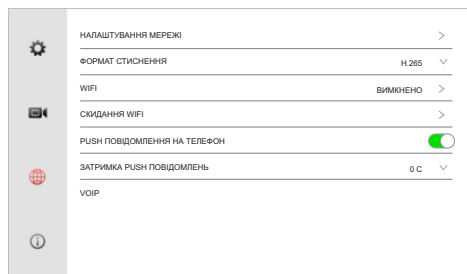 НАЛАШТУВАННЯ МЕРЕЖІ
ФОРМАТ СТИСНЕННЯ H.265
WIFI ВИМКНЕНО
СКИДАННЯ WIFI
PUSH ПОВІДОМЛЕННЯ НА ТЕЛЕФОН
ЗАТРИМКА PUSH ПОВІДОМЛЕНЬ 0 С
VOIP